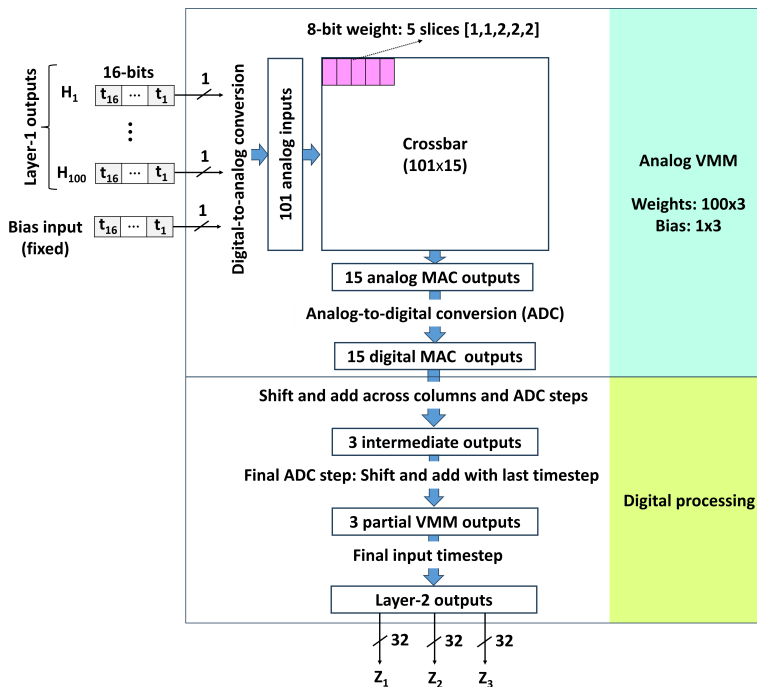 8-bit weight: 5 slices [1,1,2,2,2]
16-bits
Layer-1 outputs
H1
t16 ... t1
1
⋮
H100
t16 ... t1
1
Bias input
(fixed)
t16 ... t1
1
Digital-to-analog conversion
101 analog inputs
Crossbar
(101x15)
Analog VMM
Weights: 100x3
Bias: 1x3
15 analog MAC outputs
Analog-to-digital conversion (ADC)
15 digital MAC outputs
Shift and add across columns and ADC steps
3 intermediate outputs
Final ADC step: Shift and add with last timestep
3 partial VMM outputs
Final input timestep
Layer-2 outputs
Digital processing
32 32 32
Z1 Z2 Z3